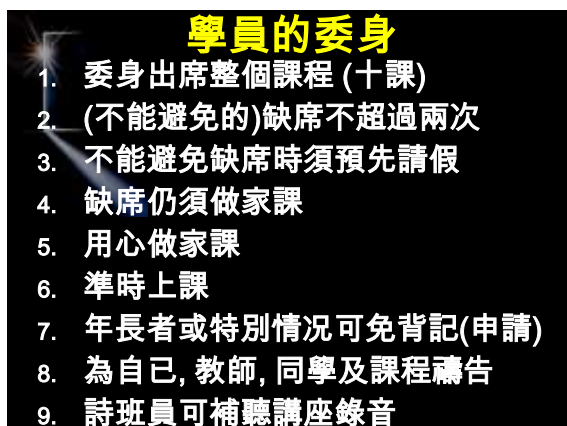 學員的委身
1. 委身出席整個課程 (十課)
2. (不能避免的)缺席不超過兩次
3. 不能避免缺席時須預先請假
4. 缺席仍須做家課
5. 用心做家課
6. 準時上課
7. 年長者或特別情況可免背記(申請)
8. 為自己, 教師, 同學及課程禱告
9. 詩班員可補聽講座錄音